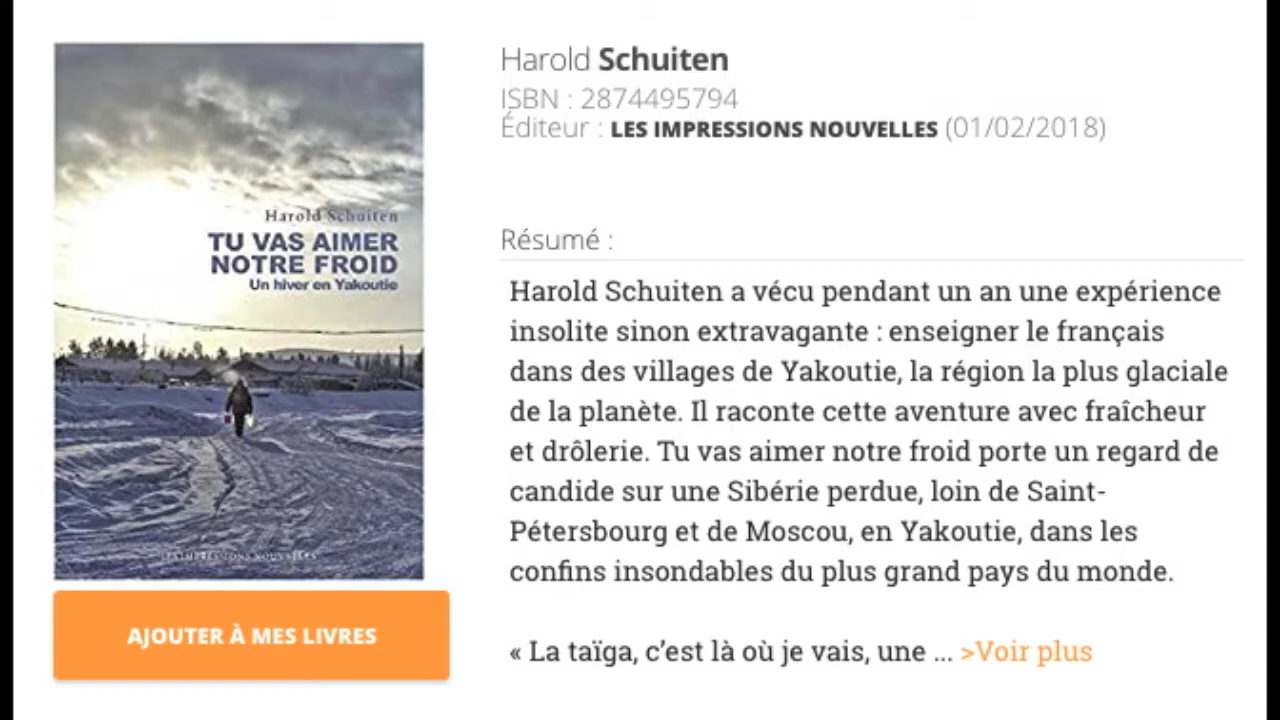 Harold Schuiten
TU VAS AIMER
NOTRE FROID
Un hiver en Yakoutie
LES IMPRESSIONS NOUVELLES
AJOUTER À MES LIVRES
Harold Schuiten
ISBN : 2874495794
Éditeur : LES IMPRESSIONS NOUVELLES (01/02/2018)
Résumé :
Harold Schuiten a vécu pendant un an une expérience
insolite sinon extravagante : enseigner le français
dans des villages de Yakoutie, la région la plus glaciale
de la planète. Il raconte cette aventure avec fraîcheur
et drôlerie. Tu vas aimer notre froid porte un regard de
candide sur une Sibérie perdue, loin de Saint-
Pétersbourg et de Moscou, en Yakoutie, dans les
confins insondables du plus grand pays du monde.
« La taïga, c’est là où je vais, une ... >Voir plus